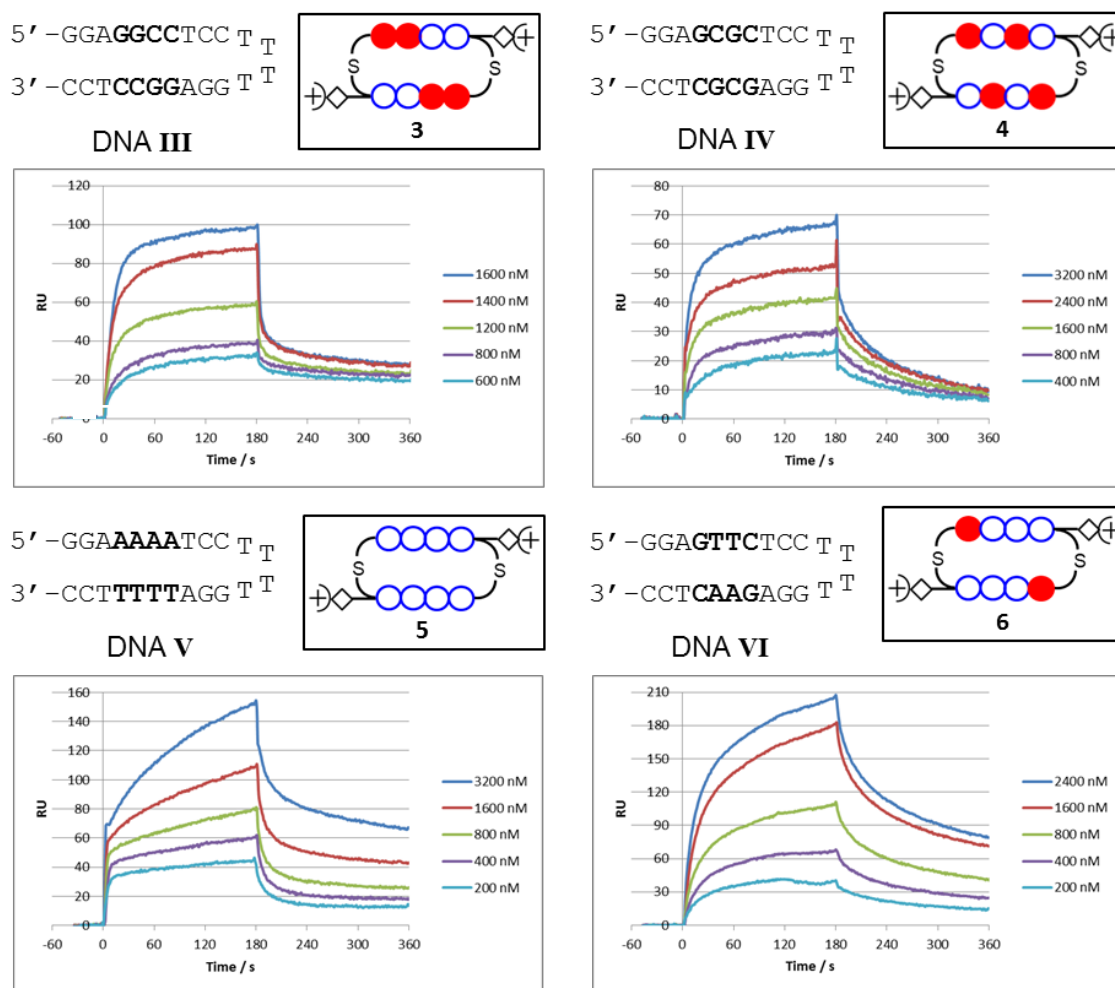 5′-GGAGGCCTCC T T
3′-CCTCCGGAGG T T
DNA III
S S
3
5′-GGAGCGCTCC T T
3′-CCTCGCGAGG T T
DNA IV
S S
4
120
100
80
60
40
20
0
RU
-60 0 60 120 180 240 300 360
Time / s
1600 nM
1400 nM
1200 nM
800 nM
600 nM
80
70
60
50
40
30
20
10
0
RU
-60 0 60 120 180 240 300 360
Time / s
3200 nM
2400 nM
1600 nM
800 nM
400 nM
5′-GGAAAAATCC T T
3′-CCTTTTTAGG T T
DNA V
S S
5
5′-GGAGTTCTCC T T
3′-CCTCAAGAGG T T
DNA VI
S S
6
160
140
120
100
80
60
40
20
0
RU
-60 0 60 120 180 240 300 360
Time / s
3200 nM
1600 nM
800 nM
400 nM
200 nM
210
180
150
120
90
60
30
0
RU
-60 0 60 120 180 240 300 360
Time / s
2400 nM
1600 nM
800 nM
400 nM
200 nM